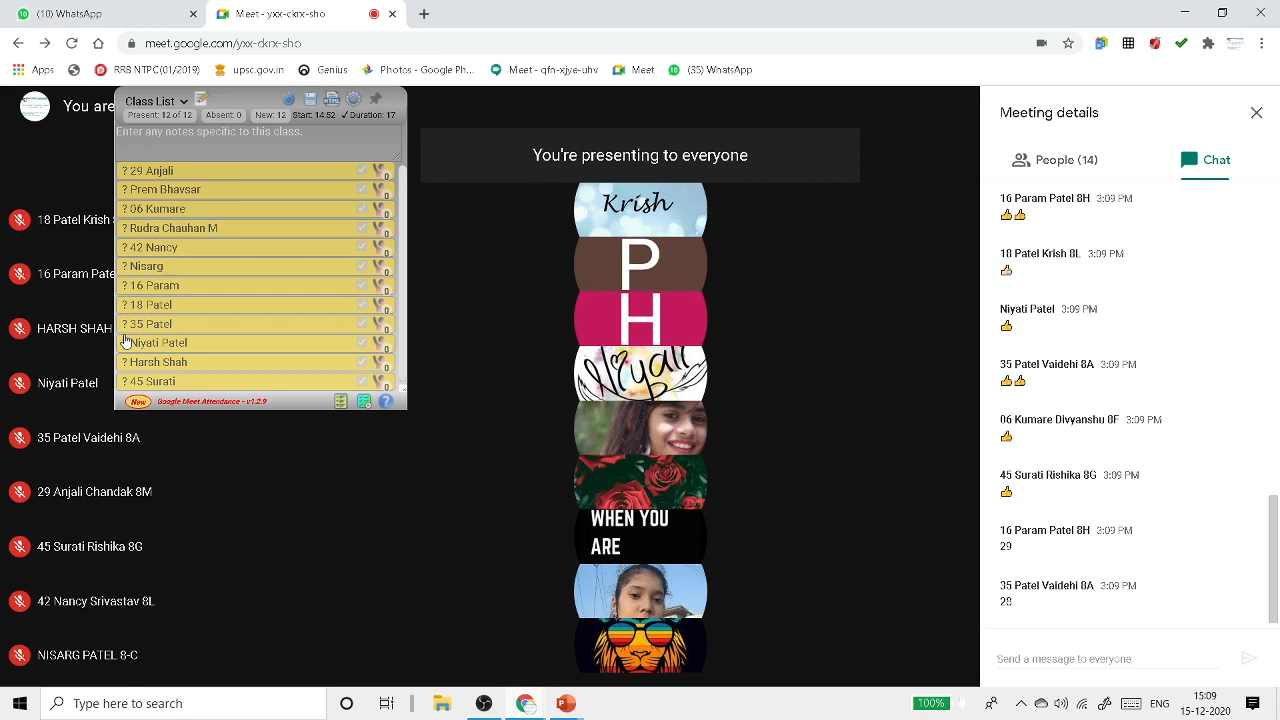 (10) WhatsApp
Meet - yxx-ckrx-sho
meet.google.com/yxx-ckrx-sho
Apps
RRB NTPC(01/2019)
upsc.gov...
Genius
Photos - Google Ph...
Meet
(35) WhatsApp
You are
Class List
Present: 12 of 12 Absent: 0 New: 12 Start: 14:52 ✓Duration: 17
Enter any notes specific to this class.
? 29 Anjali
? Prem Bhavsar
? 06 Kumare
? Rudra Chauhan M
? 42 Nancy
? Nisarg
? 16 Param
? 18 Patel
? 35 Patel
Niyati Patel
? Harsh Shah
? 45 Surati
New Google Meet Attendance - v1.2.9
18 Patel Krish
16 Param Pate
HARSH SHAH
Niyati Patel
35 Patel Vaidehi 8A
29 Anjali Chandak 8M
45 Surati Rishika 8G
42 Nancy Srivastav 8L
NISARG PATEL 8-C
You're presenting to everyone
Krish
P
H
Niyati
WHEN YOU
ARE
Meeting details
People (14)
Chat
16 Param Patel 8H 3:09 PM
👍👍
18 Patel Krish 8L 3:09 PM
👍
Niyati Patel 3:09 PM
👍
35 Patel Vaidehi 8A 3:09 PM
👍👍
06 Kumare Divyanshu 8F 3:09 PM
👍
45 Surati Rishika 8G 3:09 PM
👍
16 Param Patel 8H 3:09 PM
29
35 Patel Vaidehi 8A 3:09 PM
28
Send a message to everyone
Type here to search
100%
ENG
15:09
15-12-2020